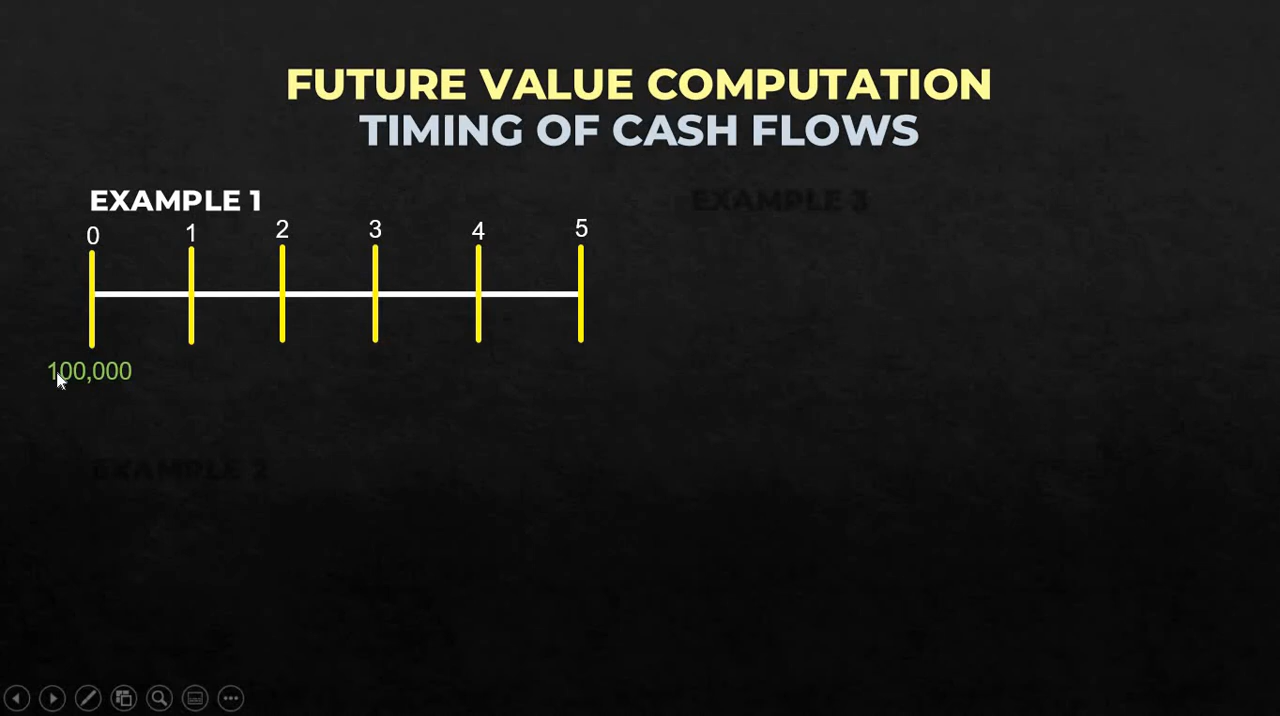 FUTURE VALUE COMPUTATION
TIMING OF CASH FLOWS
EXAMPLE 1
EXAMPLE 3
0 1 2 3 4 5
100,000
EXAMPLE 2